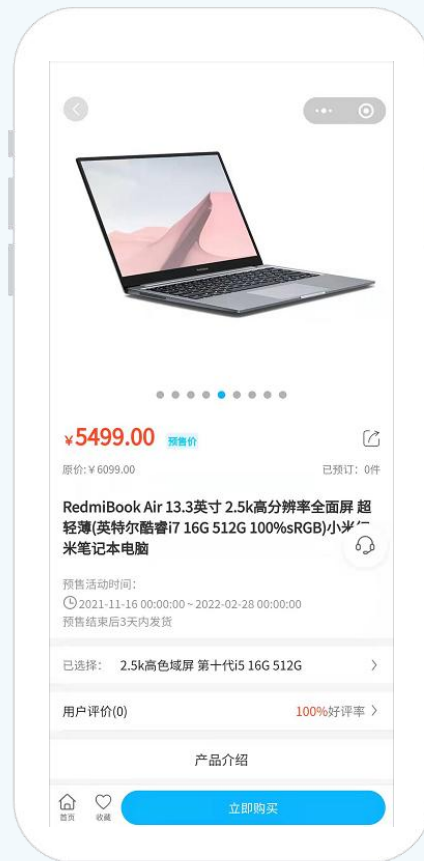 ¥5499.00 预售价
原价:¥6099.00 已预订：0件
RedmiBook Air 13.3英寸 2.5k高分辨率全面屏 超
轻薄(英特尔酷睿i7 16G 512G 100%sRGB)小米
米笔记本电脑
预售活动时间：
2021-11-16 00:00:00 ~ 2022-02-28 00:00:00
预售结束后3天内发货
已选择： 2.5k高色域屏 第十代i5 16G 512G
用户评价(0) 100%好评率
产品介绍
首页 收藏 立即购买